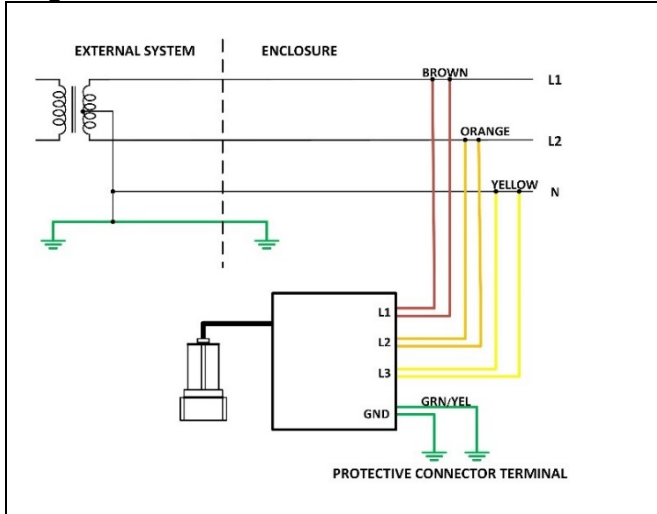 EXTERNAL SYSTEM
ENCLOSURE
BROWN
L1
ORANGE
L2
YELLOW
N
L1
L2
L3
GRN/YEL
GND
PROTECTIVE CONNECTOR TERMINAL